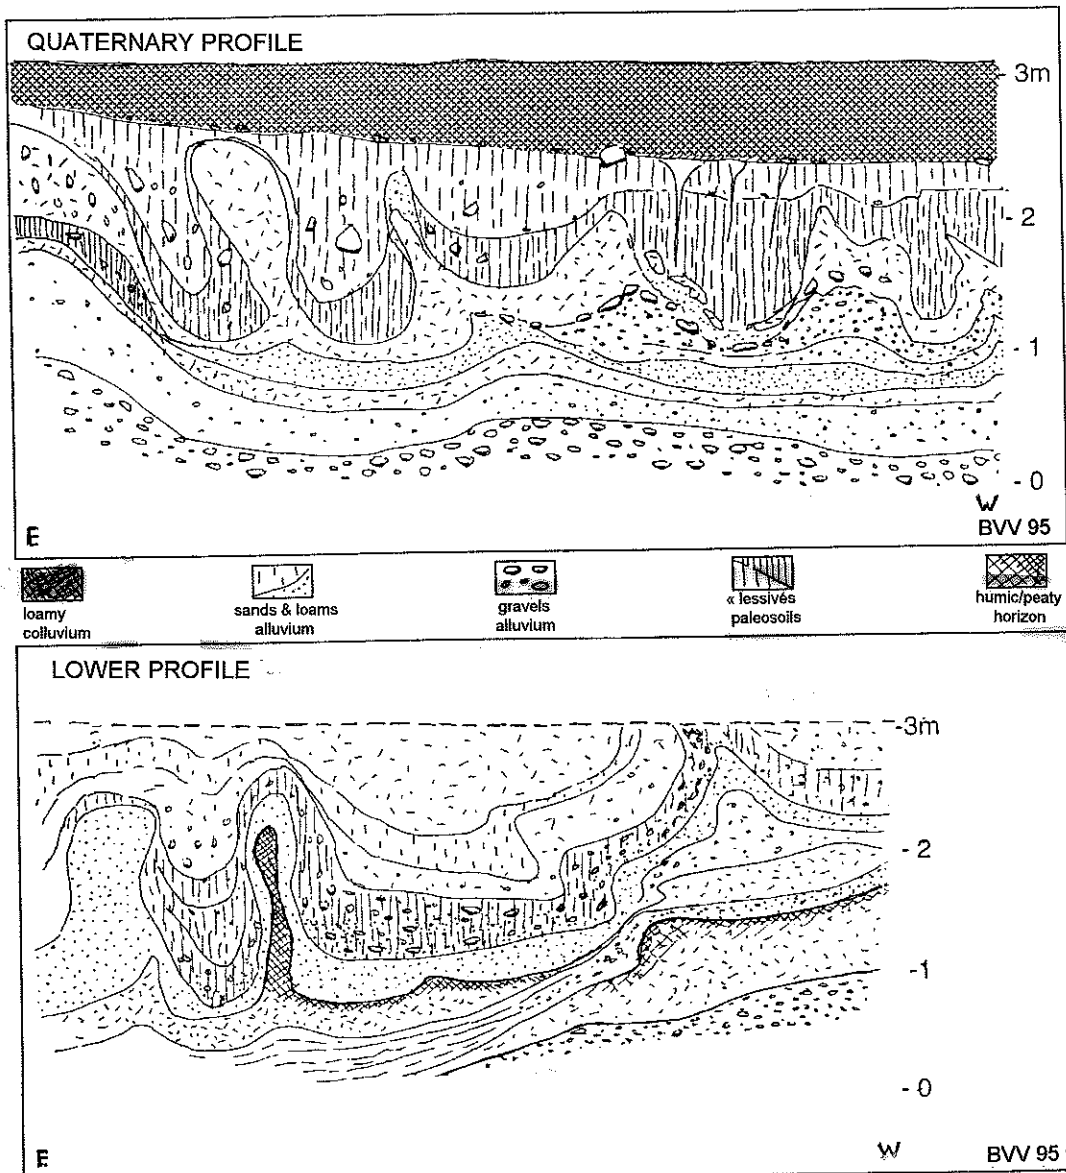 QUATERNARY PROFILE
- 3m
- 2
- 1
- 0
E
W
BVV 95
loamy
colluvium
sands & loams
alluvium
gravels
alluvium
« lessivés
paleosoils
humic/peaty
horizon
LOWER PROFILE
-3m
- 2
-1
- 0
E
W
BVV 95